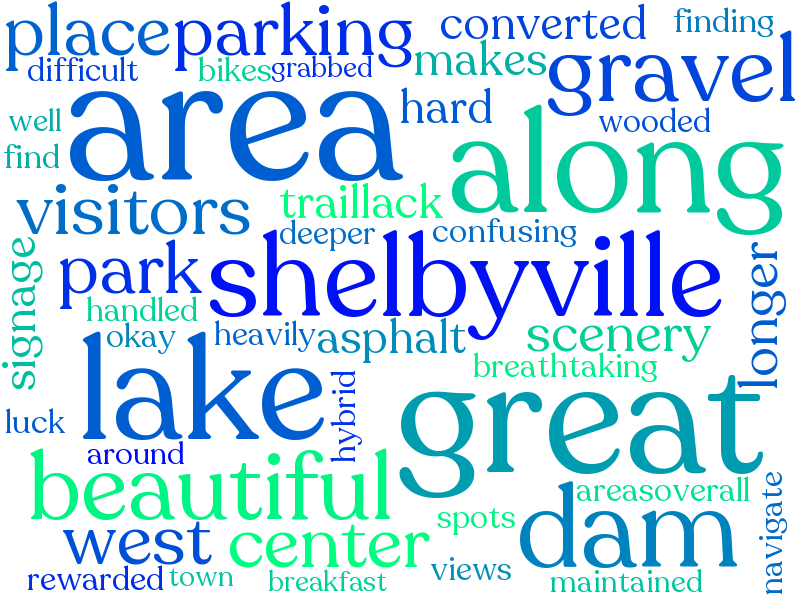 place parking converted finding
difficult bikes grabbed makes gravel
well area hard wooded
find along
visitors traillack
deeper confusing
signage park shelbyville longer
handled
okay heavily asphalt scenery
lake breathtaking
luck hybrid great
around
beautiful areasoverall navigate
west center spots dam
rewarded town breakfast views maintained